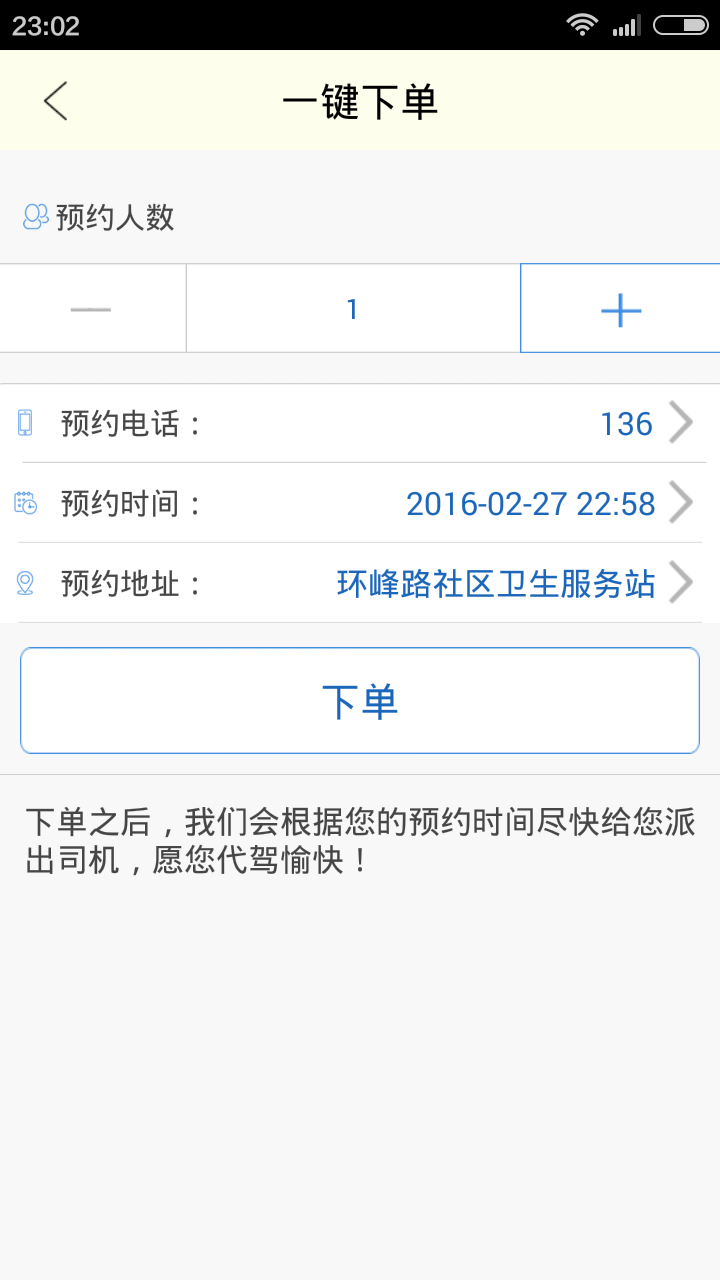 23:02
一键下单
预约人数
1
预约电话：
136
预约时间：
2016-02-27 22:58
预约地址：
环峰路社区卫生服务站
下单
下单之后，我们会根据您的预约时间尽快给您派
出司机，愿您代驾愉快！